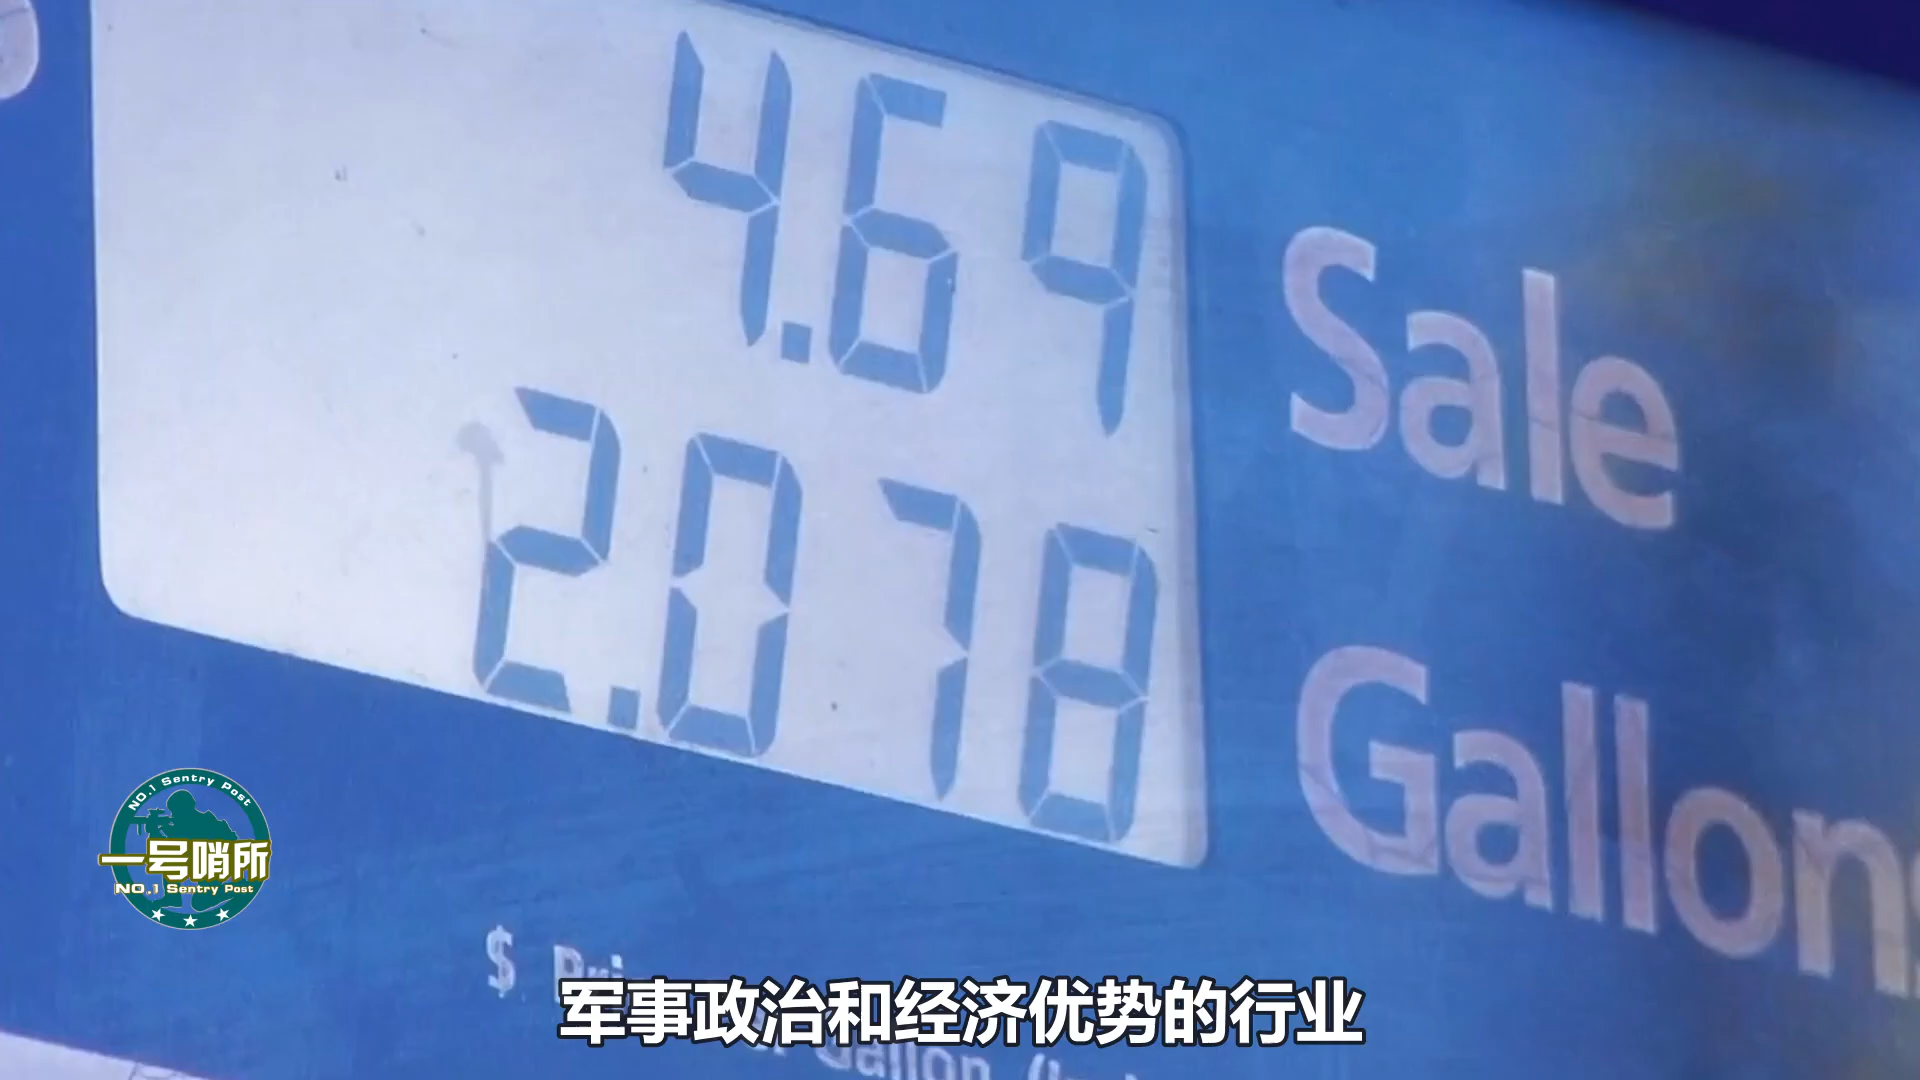 4.69
Sale
2.078
Gallons
NO.1 Sentry Post
一号哨所
NO.1 Sentry Post
$
军事政治和经济优势的行业
Gallon